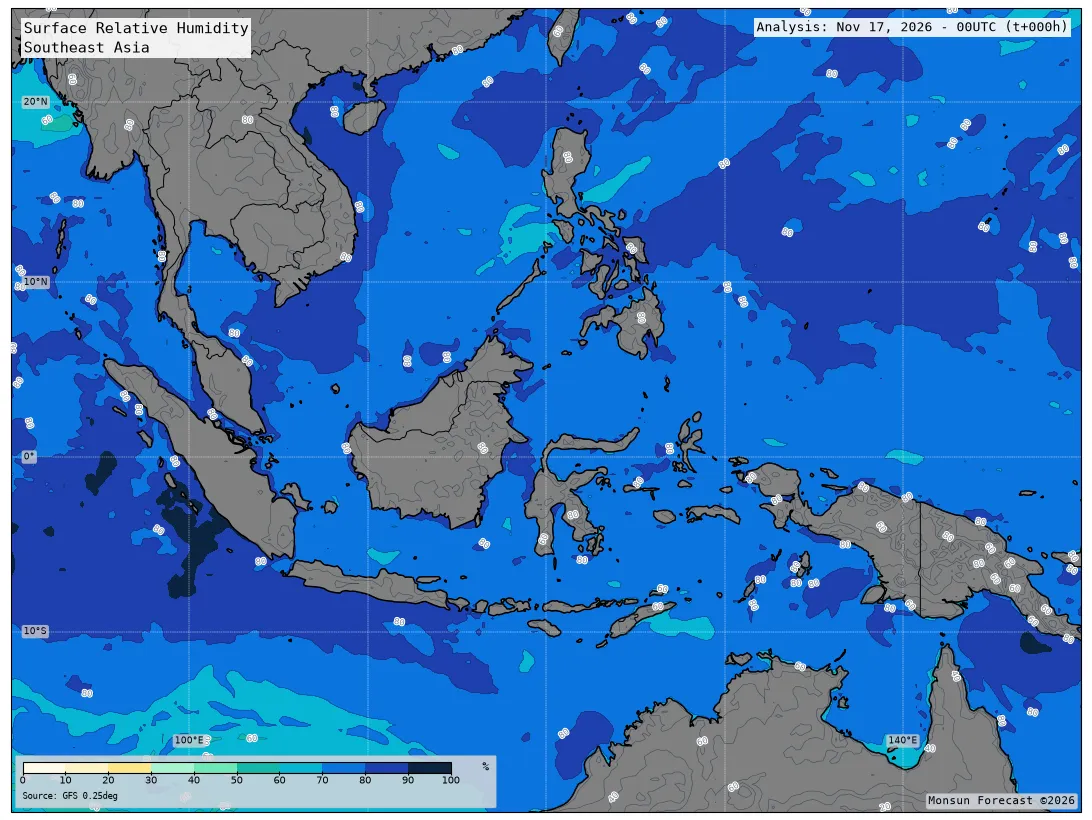 Surface Relative Humidity
Southeast Asia
Analysis: Nov 17, 2026 - 00UTC (t+000h)
20°N
10°N
0°
10°S
100°E
140°E
%
0 10 20 30 40 50 60 70 80 90 100
Source: GFS 0.25deg
Monsun Forecast ©2026